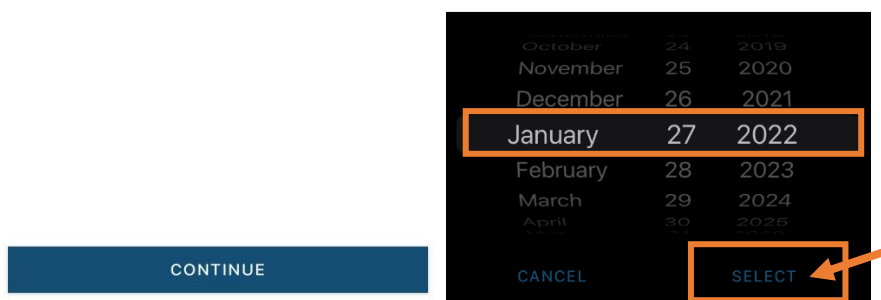 October 24 2019
November 25 2020
December 26 2021
January 27 2022
February 28 2023
March 29 2024
April 30 2025
CANCEL SELECT
CONTINUE